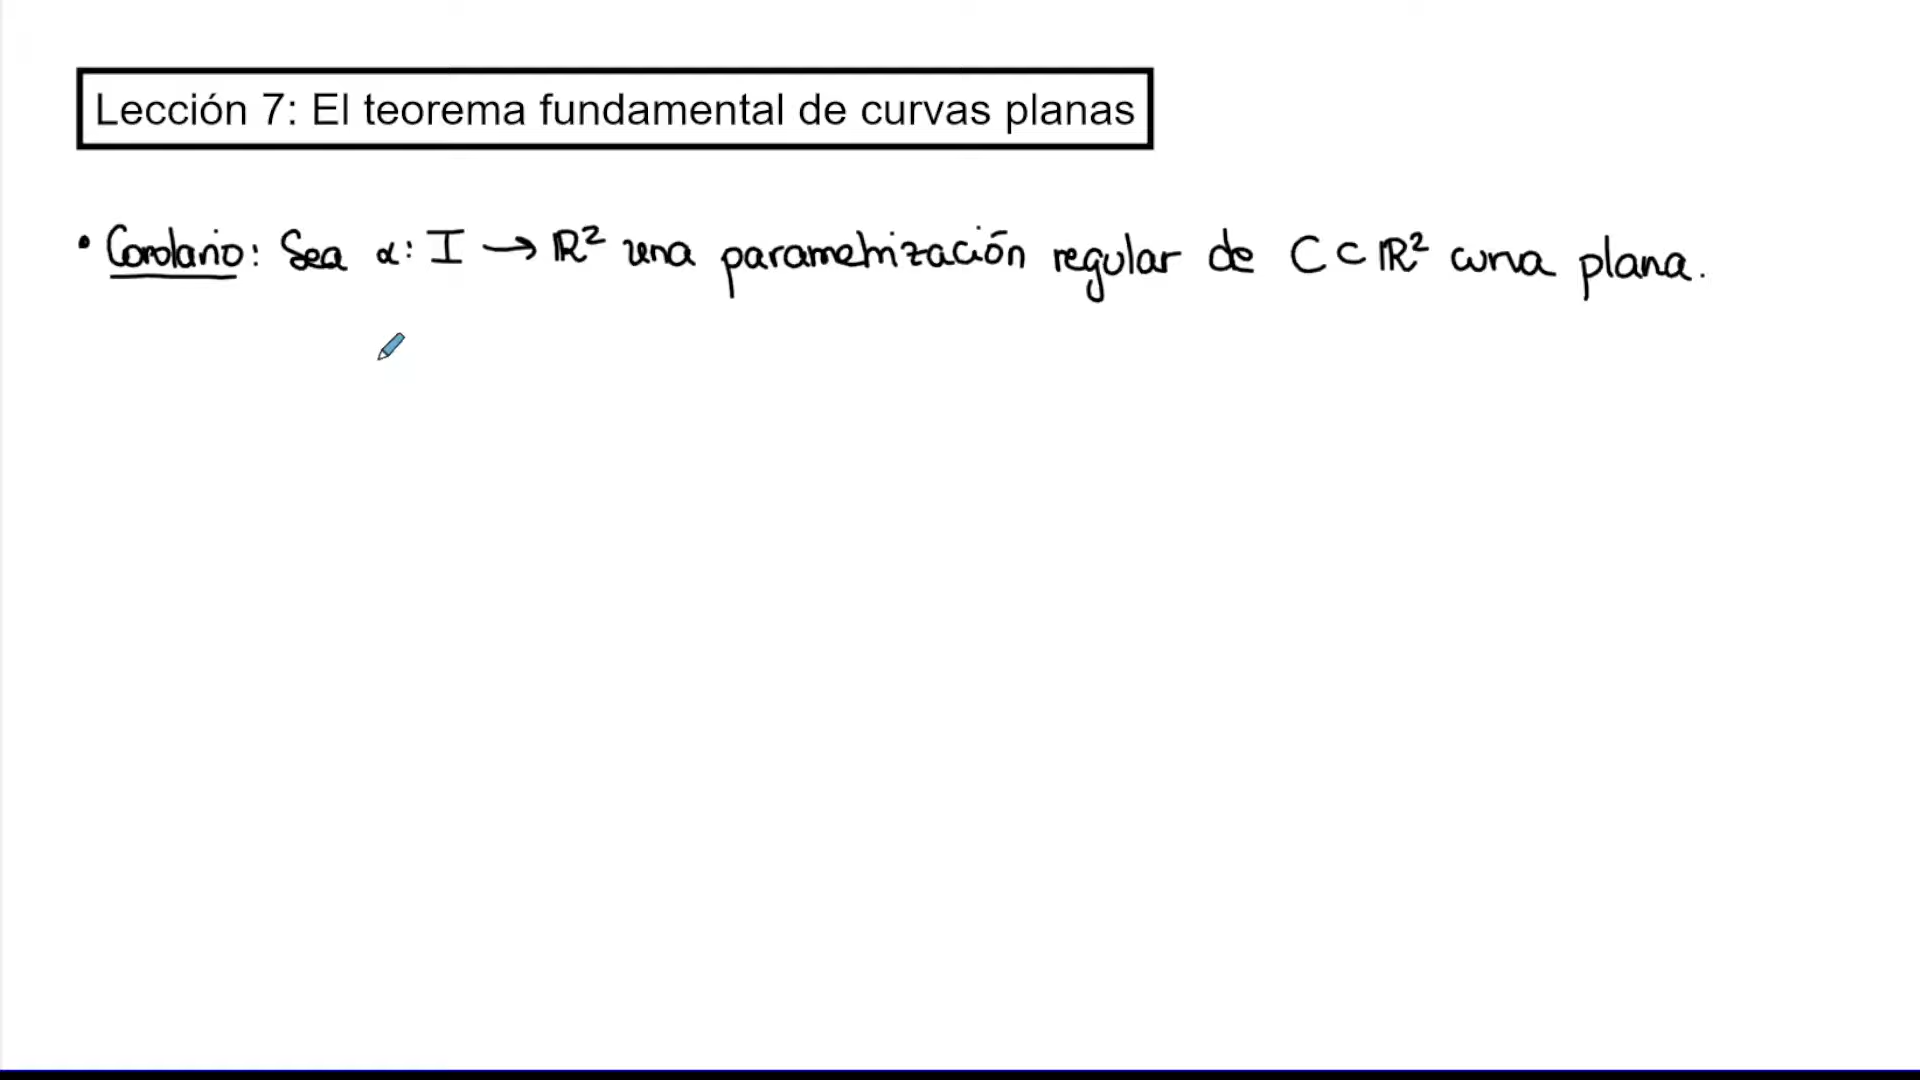 Lección 7: El teorema fundamental de curvas planas
• Corolario: Sea α: I → ℝ² una parametrización regular de C ⊂ ℝ² curva plana.